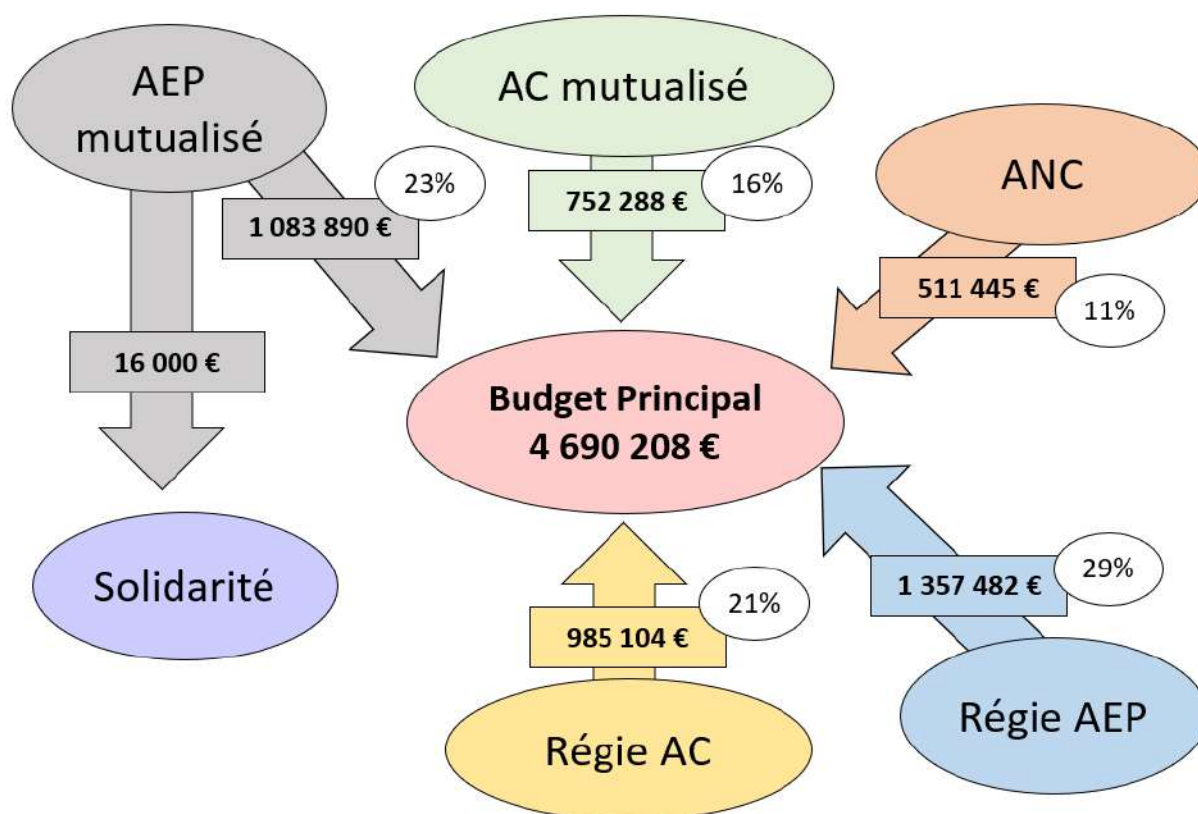 AEP
mutualisé
AC mutualisé
ANC
23%
1 083 890 €
752 288 €
16%
511 445 €
11%
16 000 €
Budget Principal
4 690 208 €
Solidarité
985 104 €
21%
1 357 482 €
29%
Régie AC
Régie AEP